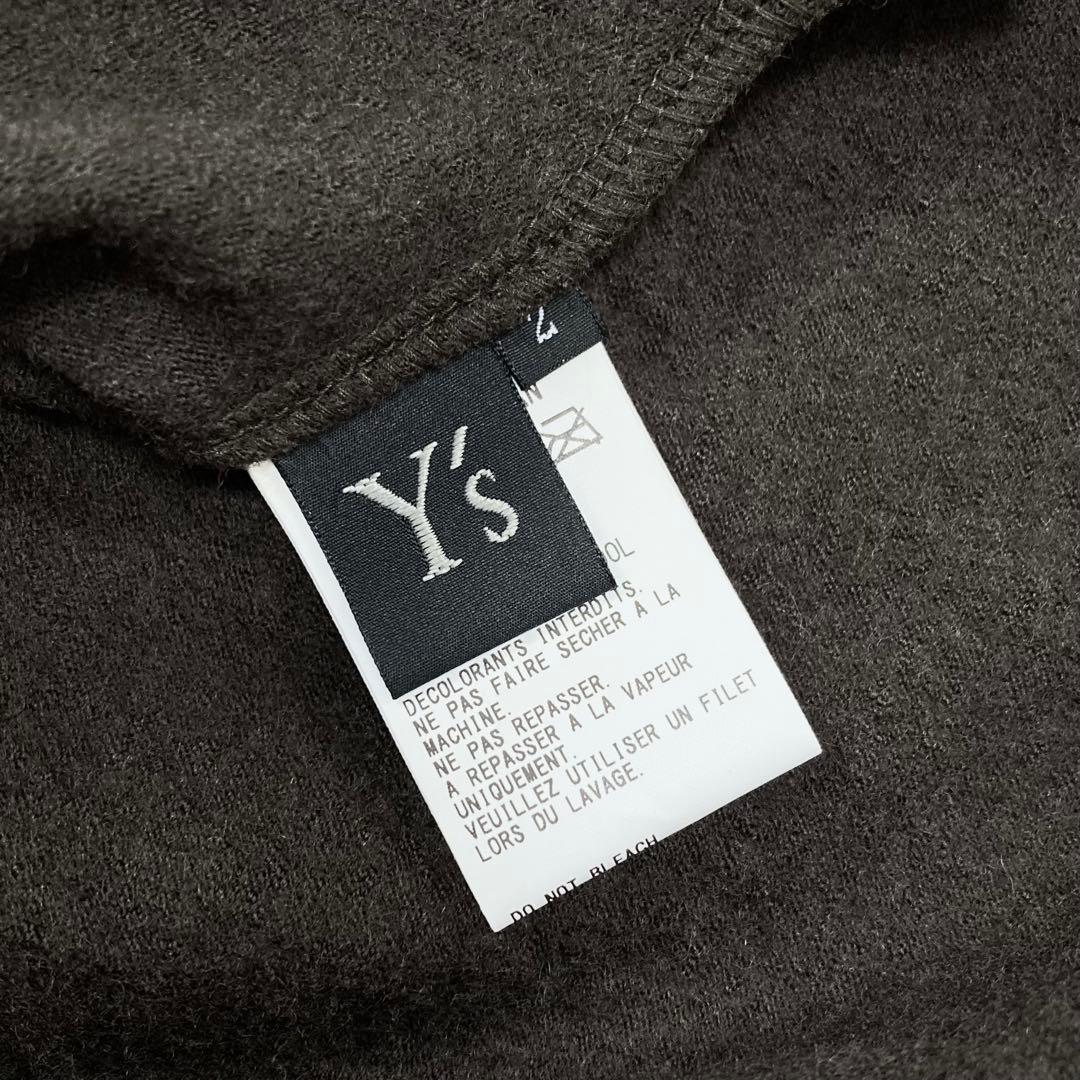 2
Y's
DECOLORANTS INTERDITS.
NE PAS FAIRE SECHER A LA
MACHINE.
NE PAS REPASSER.
A REPASSER A LA VAPEUR
UNIQUEMENT.
VEUILLEZ UTILISER UN FILET
LORS DU LAVAGE.
DO NOT BLEACH